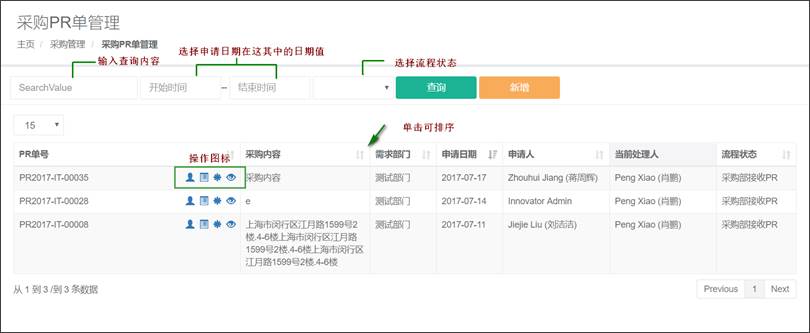 采购PR单管理
主页 / 采购管理 / 采购PR单管理
输入查询内容
选择申请日期在这其中的日期值
选择流程状态
SearchValue 开始时间 – 结束时间 查询 新增
15
单击可排序
PR单号 操作图标 采购内容 需求部门 申请日期 申请人 当前处理人 流程状态
PR2017-IT-00035 采购内容 测试部门 2017-07-17 Zhouhui Jiang (蒋周辉) Peng Xiao (肖鹏) 采购部接收PR
PR2017-IT-00028 e 测试部门 2017-07-14 Innovator Admin Peng Xiao (肖鹏) 采购部接收PR
PR2017-IT-00008 上海市闵行区江月路1599号2 测试部门 2017-07-11 Jiejie Liu (刘洁洁) Peng Xiao (肖鹏) 采购部接收PR
楼.4-6楼上海市闵行区江月路
1599号2楼.4-6楼上海市闵行区江
月路1599号2楼.4-6楼
从 1 到 3 /到 3 条数据
Previous 1 Next